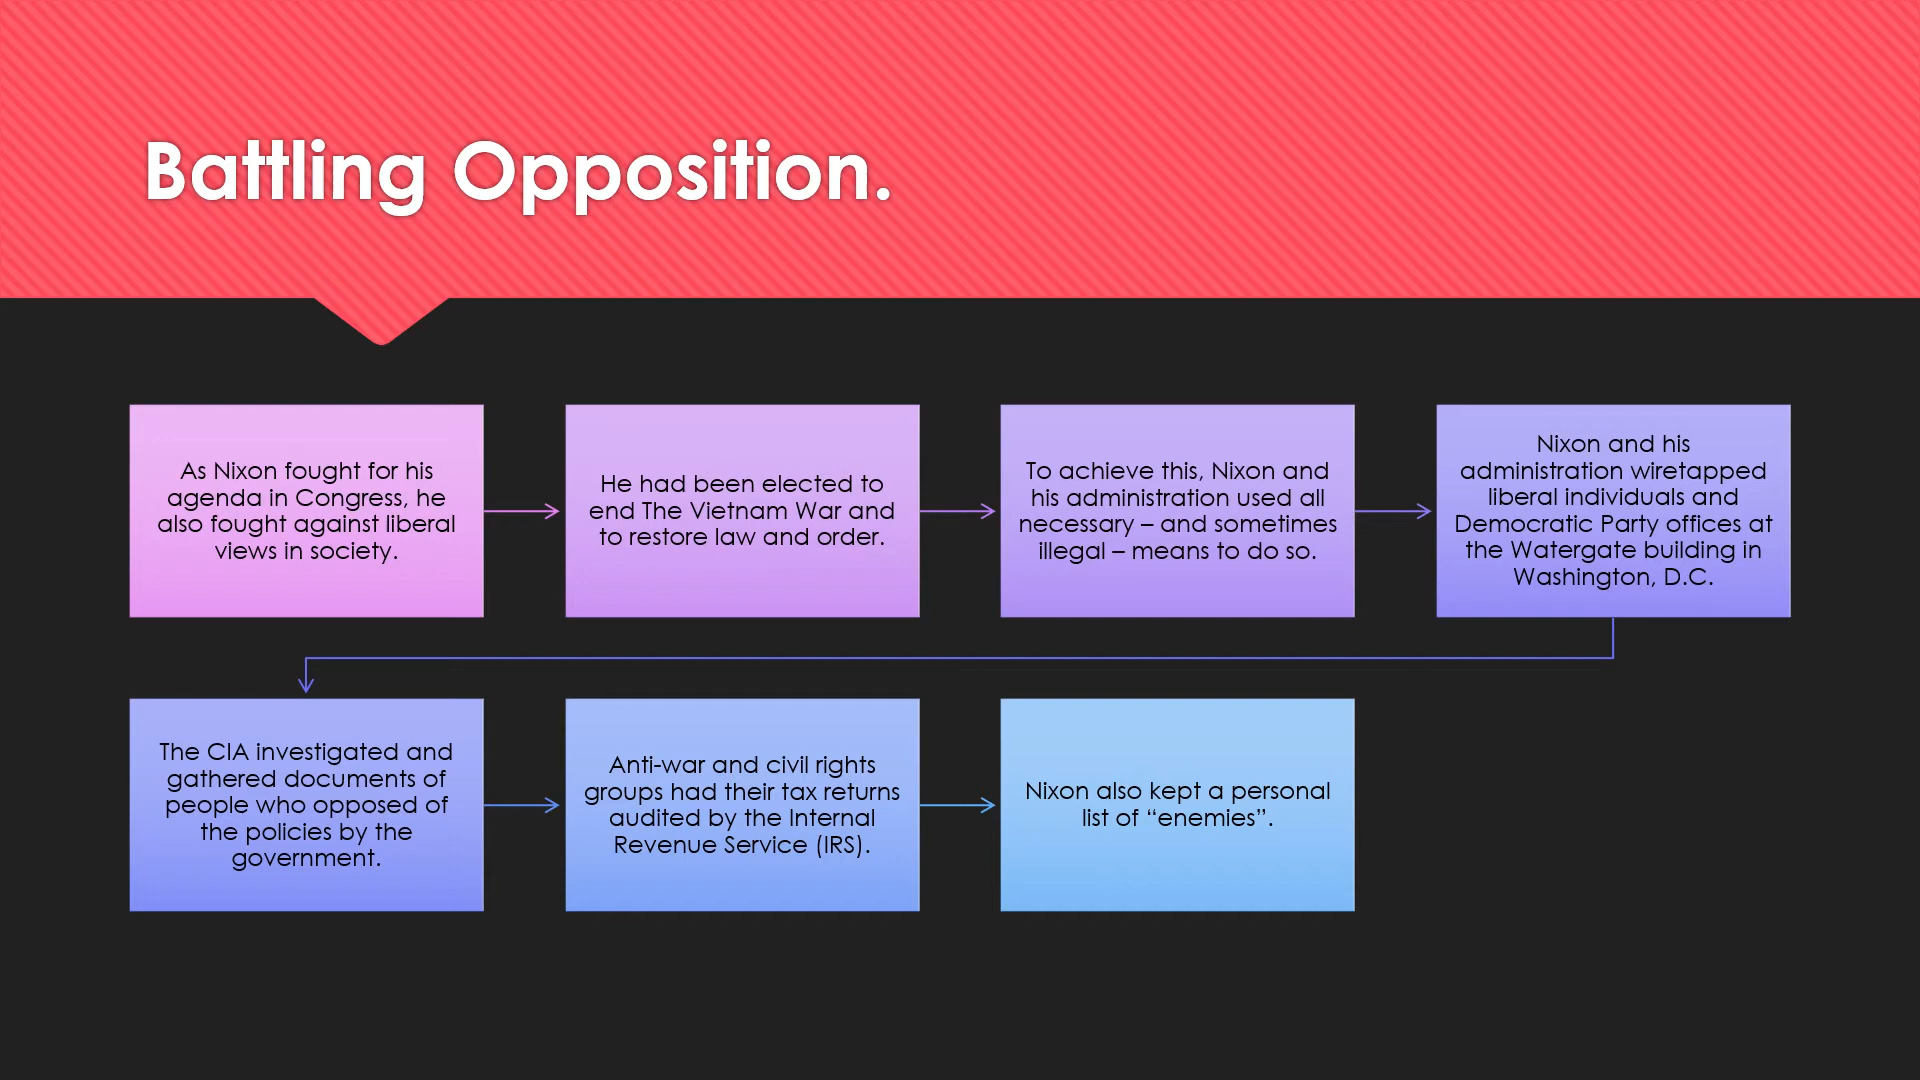 Battling Opposition.
As Nixon fought for his
agenda in Congress, he
also fought against liberal
views in society.
He had been elected to
end The Vietnam War and
to restore law and order.
To achieve this, Nixon and
his administration used all
necessary – and sometimes
illegal – means to do so.
Nixon and his
administration wiretapped
liberal individuals and
Democratic Party offices at
the Watergate building in
Washington, D.C.
The CIA investigated and
gathered documents of
people who opposed of
the policies by the
government.
Anti-war and civil rights
groups had their tax returns
audited by the Internal
Revenue Service (IRS).
Nixon also kept a personal
list of “enemies”.